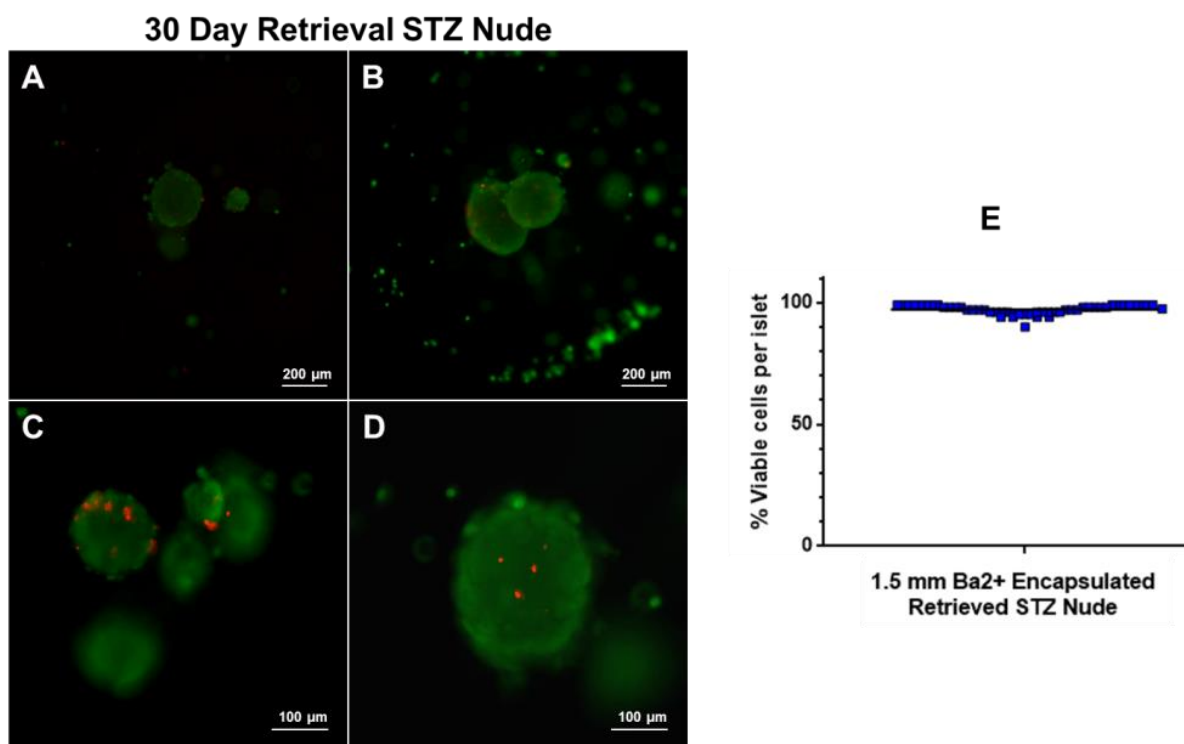 30 Day Retrieval STZ Nude
A
B
200 µm
200 µm
C
D
100 µm
100 µm
E
% Viable cells per islet
100
50
0
1.5 mm Ba2+ Encapsulated
Retrieved STZ Nude